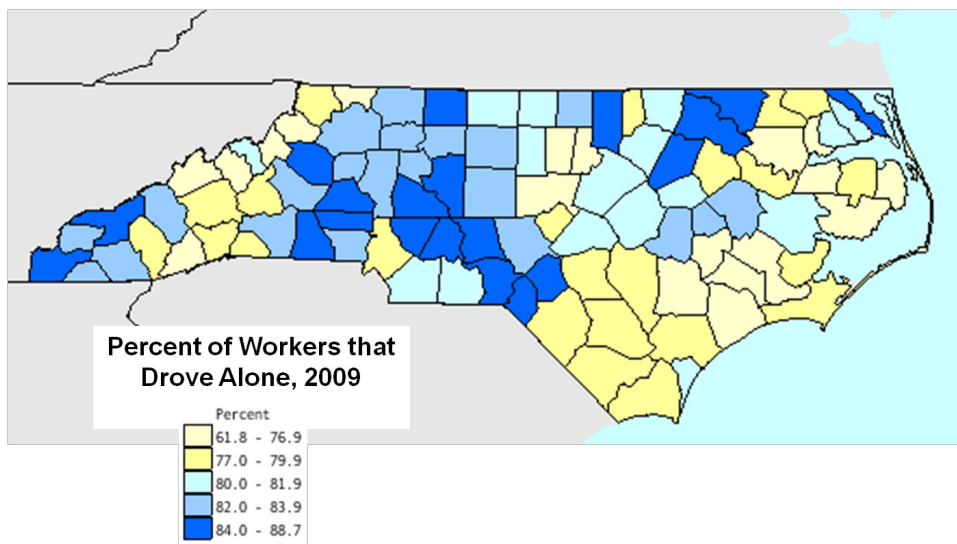 Percent of Workers that
Drove Alone, 2009
Percent
61.8 - 76.9
77.0 - 79.9
80.0 - 81.9
82.0 - 83.9
84.0 - 88.7